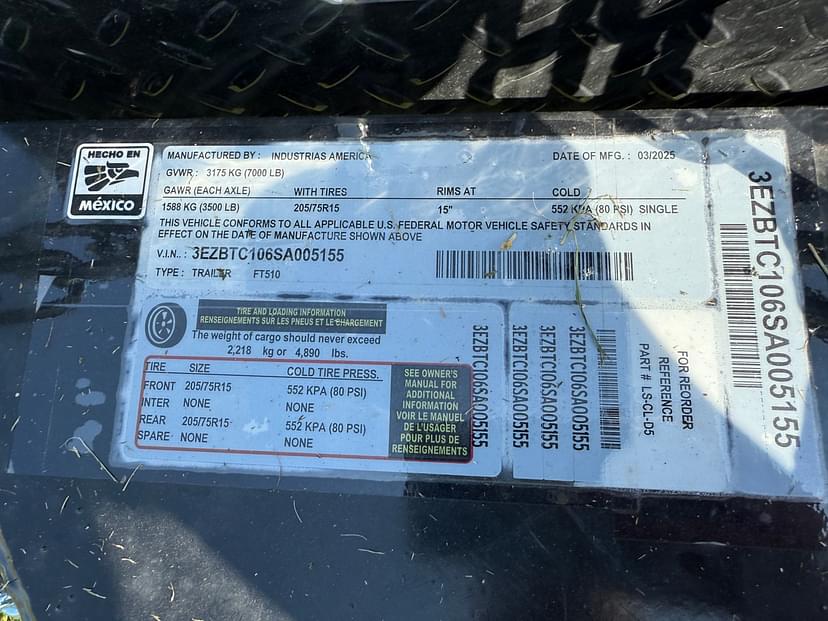 HECHO EN
MÉXICO
MANUFACTURED BY : INDUSTRIAS AMERICA
DATE OF MFG. : 03/2025
GVWR : 3175 KG (7000 LB)
GAWR (EACH AXLE) WITH TIRES RIMS AT COLD
1588 KG (3500 LB) 205/75R15 15" 552 KPA (80 PSI) SINGLE
THIS VEHICLE CONFORMS TO ALL APPLICABLE U.S. FEDERAL MOTOR VEHICLE SAFETY STANDARDS IN
EFFECT ON THE DATE OF MANUFACTURE SHOWN ABOVE
V.I.N.. : 3EZBTC106SA005155
TYPE : TRAILER FT510
TIRE AND LOADING INFORMATION
RENSEIGNEMENTS SUR LES PNEUS ET LE CHARGEMENT
The weight of cargo should never exceed
2,218 kg or 4,890 lbs.
TIRE SIZE COLD TIRE PRESS.
FRONT 205/75R15 552 KPA (80 PSI)
INTER NONE NONE
REAR 205/75R15 552 KPA (80 PSI)
SPARE NONE NONE
SEE OWNER'S
MANUAL FOR
ADDITIONAL
INFORMATION
VOIR LE MANUEL
DE L'USAGER
POUR PLUS DE
RENSEIGNEMENTS
3EZBTC106SA005155
3EZBTC106SA005155
3EZBTC106SA005155
3EZBTC106SA005155
FOR REORDER
REFERENCE
PART # LS-CL-D5
3EZBTC106SA005155